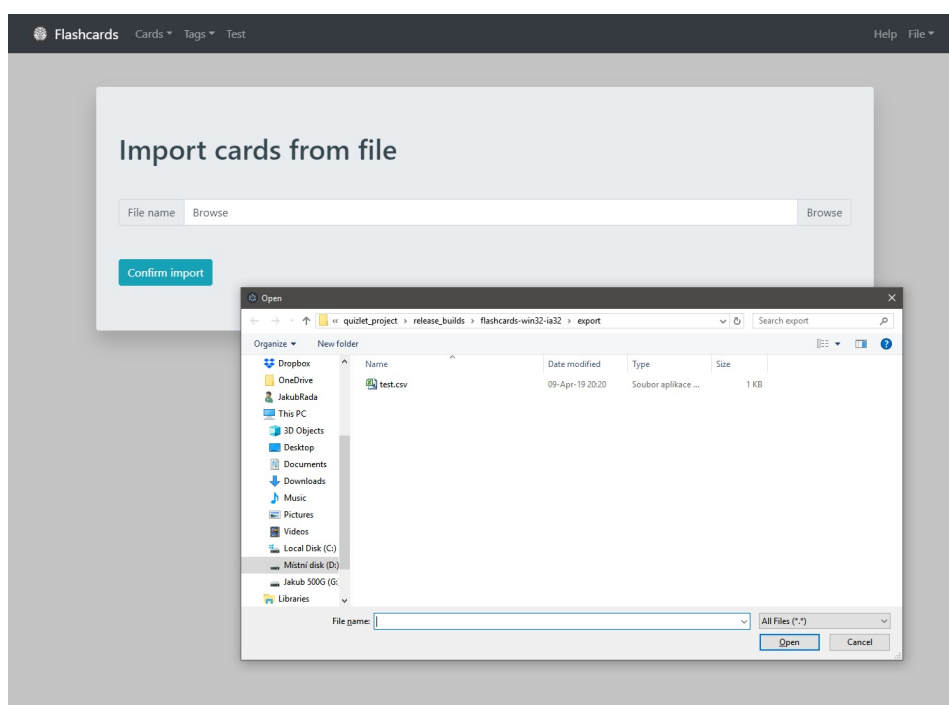 Flashcards Cards Tags Test Help File
Import cards from file
File name Browse Browse
Confirm import
Open
« quizlet_project › release_builds › flashcards-win32-ia32 › export Search export
Organize New folder
Name Date modified Type Size
test.csv 09-Apr-19 20:20 Soubor aplikace ... 1 KB
Dropbox
OneDrive
JakubRada
This PC
3D Objects
Desktop
Documents
Downloads
Music
Pictures
Videos
Local Disk (C:)
Místní disk (D:)
Jakub 500G (G:
Libraries
File name: All Files (*.*)
Open Cancel